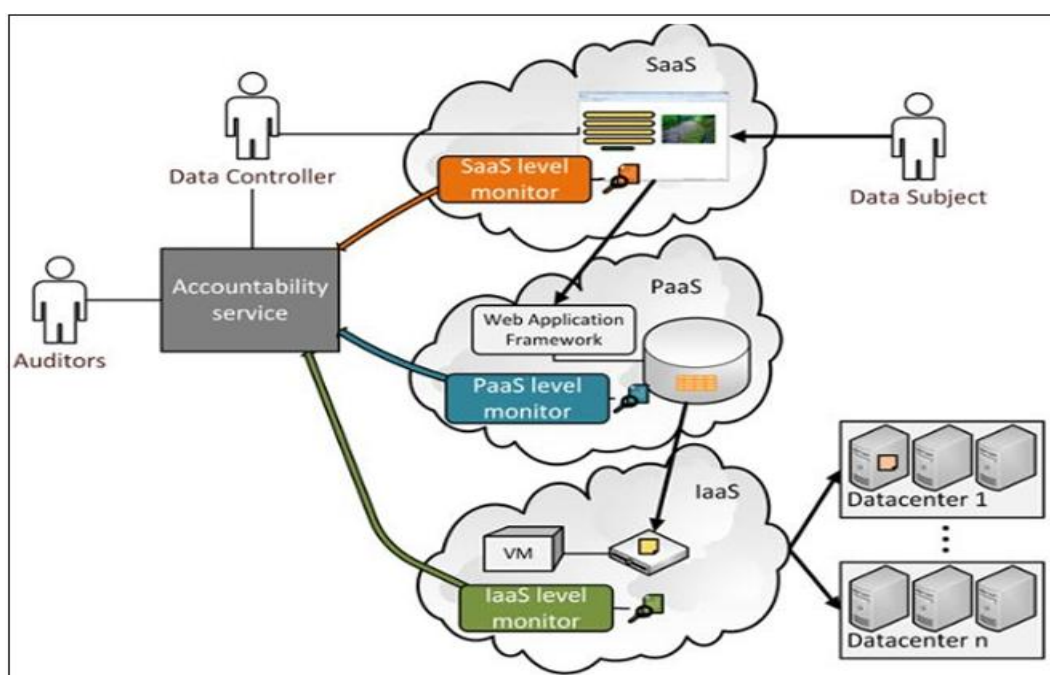 SaaS
Data Controller
SaaS level
monitor
Data Subject
Accountability
service
Auditors
PaaS
Web Application
Framework
PaaS level
monitor
IaaS
VM
IaaS level
monitor
Datacenter 1
Datacenter n